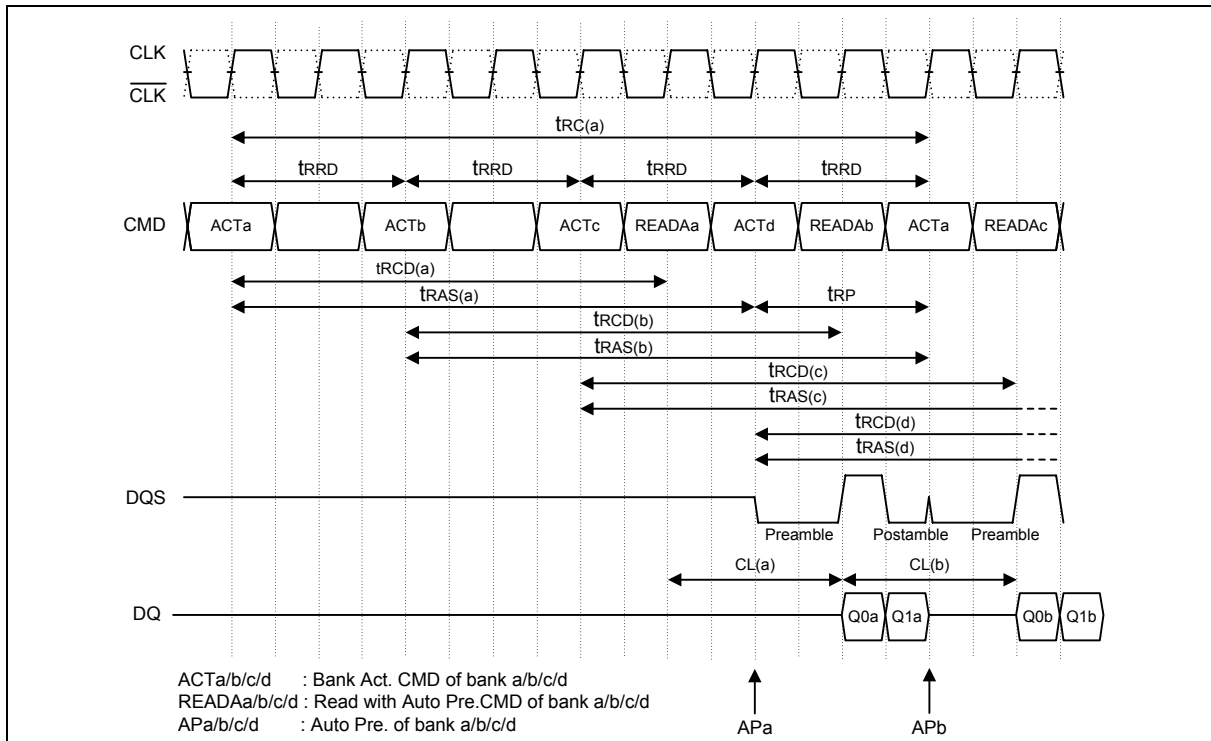 CLK
CLK
tRC(a)
tRRD tRRD tRRD tRRD
CMD ACTa ACTb ACTc READAa ACTd READAb ACTa READAc
tRCD(a)
tRAS(a) tRP
tRCD(b)
tRAS(b)
tRCD(c)
tRAS(c)
tRCD(d)
tRAS(d)
DQS
Preamble Postamble Preamble
CL(a) CL(b)
DQ Q0a Q1a Q0b Q1b
ACTa/b/c/d : Bank Act. CMD of bank a/b/c/d
READAa/b/c/d : Read with Auto Pre.CMD of bank a/b/c/d
APa/b/c/d : Auto Pre. of bank a/b/c/d
APa APb